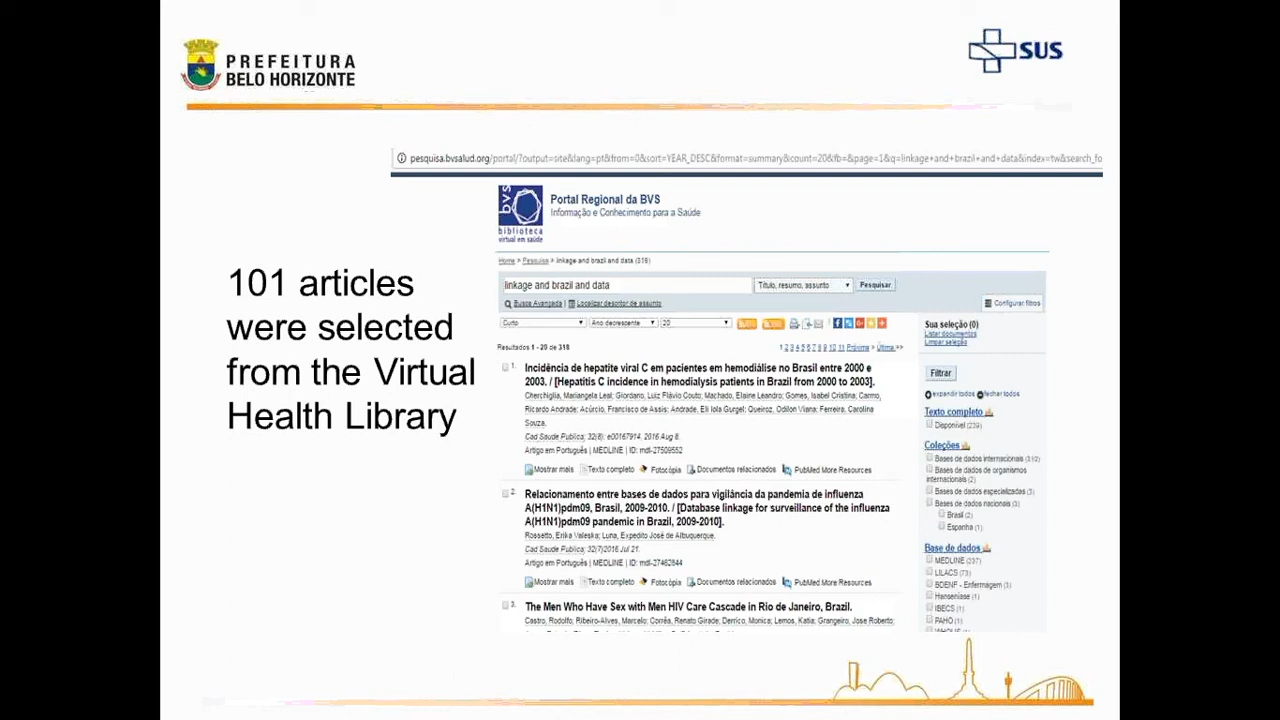 PREFEITURA
BELO HORIZONTE
SUS
pesquisa.bvsalud.org/portal/?output=site&lang=pt&from=0&sort=YEAR_DESC&format=summary&count=20&fb=&page=1&q=linkage+and+brazil+and+data&index=tw&search_fo
bvs
biblioteca
virtual em saúde
Portal Regional da BVS
Informação e Conhecimento para a Saúde
Home > Pesquisa > linkage and brazil and data (318)
101 articles
were selected
from the Virtual
Health Library
linkage and brazil and data
Título, resumo, assunto
Pesquisar
Busca Avançada | Localizar descritor de assunto
Configurar filtros
Curto
Ano decrescente
20
Resultados 1 - 20 de 318
1 2 3 4 5 6 7 8 9 10 11 Próxima > Última >>
1.
Incidência de hepatite viral C em pacientes em hemodiálise no Brasil entre 2000 e
2003. / [Hepatitis C incidence in hemodialysis patients in Brazil from 2000 to 2003].
Cherchiglia, Mariangela Leal; Giordano, Luiz Flávio Couto; Machado, Elaine Leandro; Gomes, Isabel Cristina; Carmo,
Ricardo Andrade; Acúrcio, Francisco de Assis; Andrade, Eli Iola Gurgel; Queiroz, Odilon Viana; Ferreira, Carolina
Souza.
Cad Saude Publica; 32(8): e00167914, 2016 Aug 8.
Artigo em Português | MEDLINE | ID: mdl-27509552
Mostrar mais Texto completo Fotocópia Documentos relacionados PubMed More Resources
2.
Relacionamento entre bases de dados para vigilância da pandemia de influenza
A(H1N1)pdm09, Brasil, 2009-2010. / [Database linkage for surveillance of the influenza
A(H1N1)pdm09 pandemic in Brazil, 2009-2010].
Rossetto, Erika Valeska; Luna, Expedito José de Albuquerque.
Cad Saude Publica; 32(7)2016 Jul 21.
Artigo em Português | MEDLINE | ID: mdl-27462844
Mostrar mais Texto completo Fotocópia Documentos relacionados PubMed More Resources
3.
The Men Who Have Sex with Men HIV Care Cascade in Rio de Janeiro, Brazil.
Castro, Rodolfo; Ribeiro-Alves, Marcelo; Corrêa, Renato Girade; Derrico, Monica; Lemos, Katia; Grangeiro, Jose Roberto;
Sua seleção (0)
Listar documentos
Limpar seleção
Filtrar
expandir todos fechar todos
Texto completo
Disponível (239)
Coleções
Bases de dados internacionais (310)
Bases de dados de organismos
internacionais (2)
Bases de dados especializadas (3)
Bases de dados nacionais (3)
Brasil (2)
Espanha (1)
Base de dados
MEDLINE (237)
LILACS (73)
BDENF - Enfermagem (3)
Hanseníase (1)
IBECS (1)
PAHO (1)